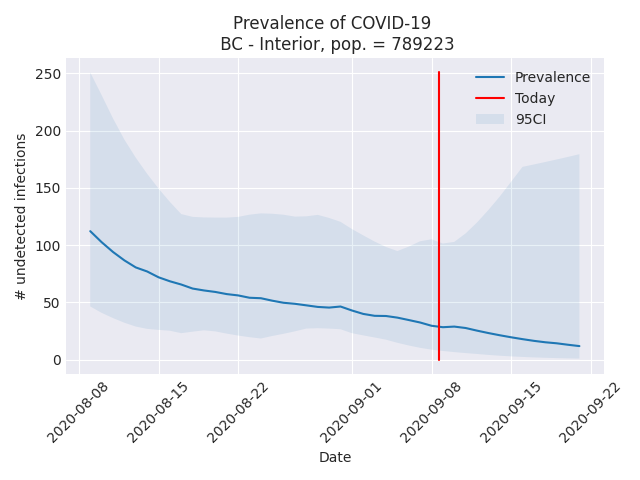 Prevalence of COVID-19
BC - Interior, pop. = 789223
250
200
150
100
50
0
# undetected infections
Prevalence
Today
95CI
2020-08-08
2020-08-15
2020-08-22
2020-09-01
2020-09-08
2020-09-15
2020-09-22
Date